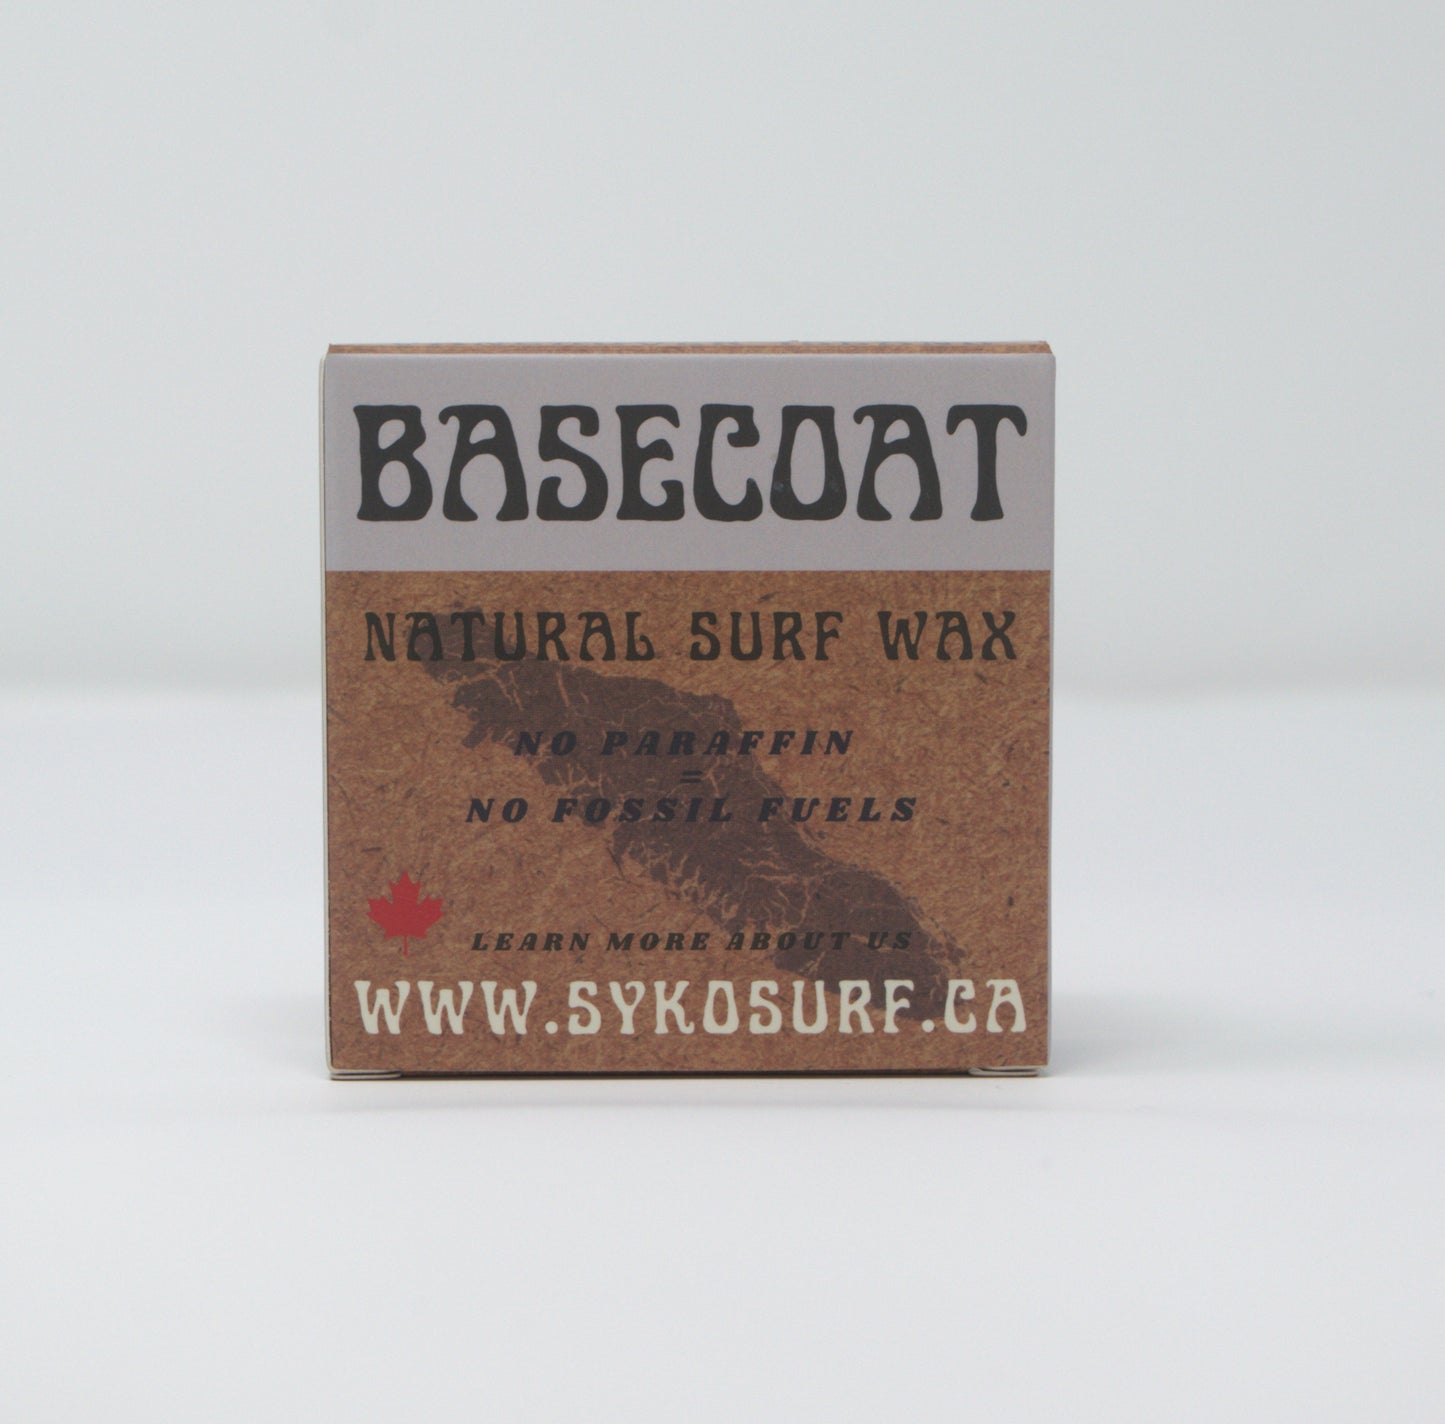 BASECOAT
NATURAL SURF WAX
NO PARAFFIN
=
NO FOSSIL FUELS
LEARN MORE ABOUT US
WWW.SYKOSURF.CA